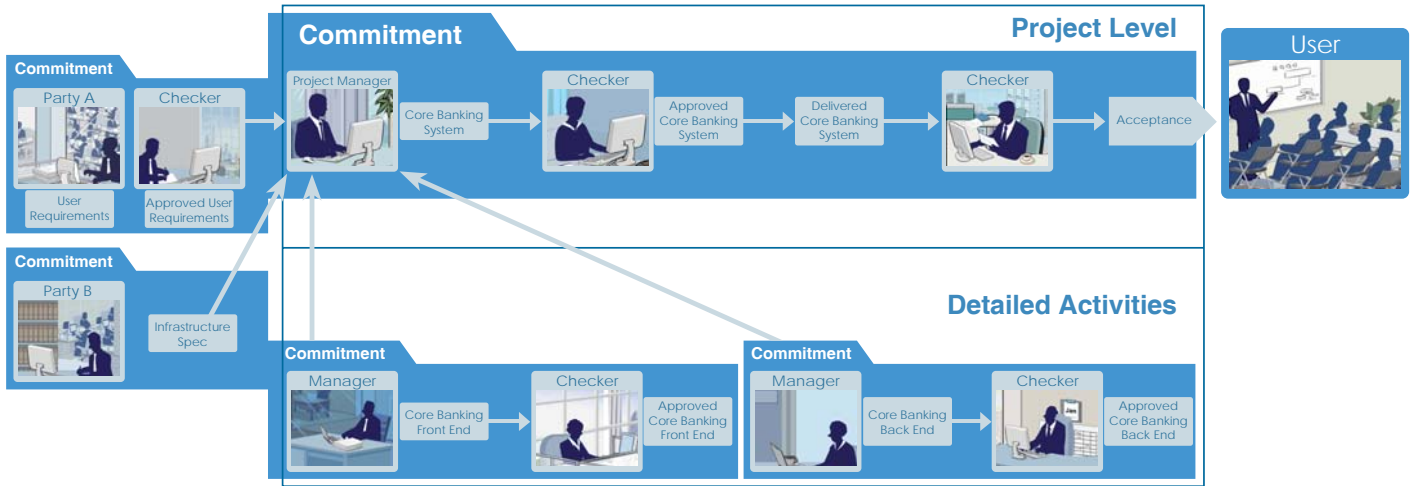 Commitment
Project Level
User
Commitment
Party A
Checker
User
Requirements
Approved User
Requirements
Project Manager
Core Banking
System
Checker
Approved
Core Banking
System
Delivered
Core Banking
System
Checker
Acceptance
Commitment
Party B
Infrastructure
Spec
Detailed Activities
Commitment
Manager
Core Banking
Front End
Checker
Approved
Core Banking
Front End
Commitment
Manager
Core Banking
Back End
Checker
Jan
Approved
Core Banking
Back End